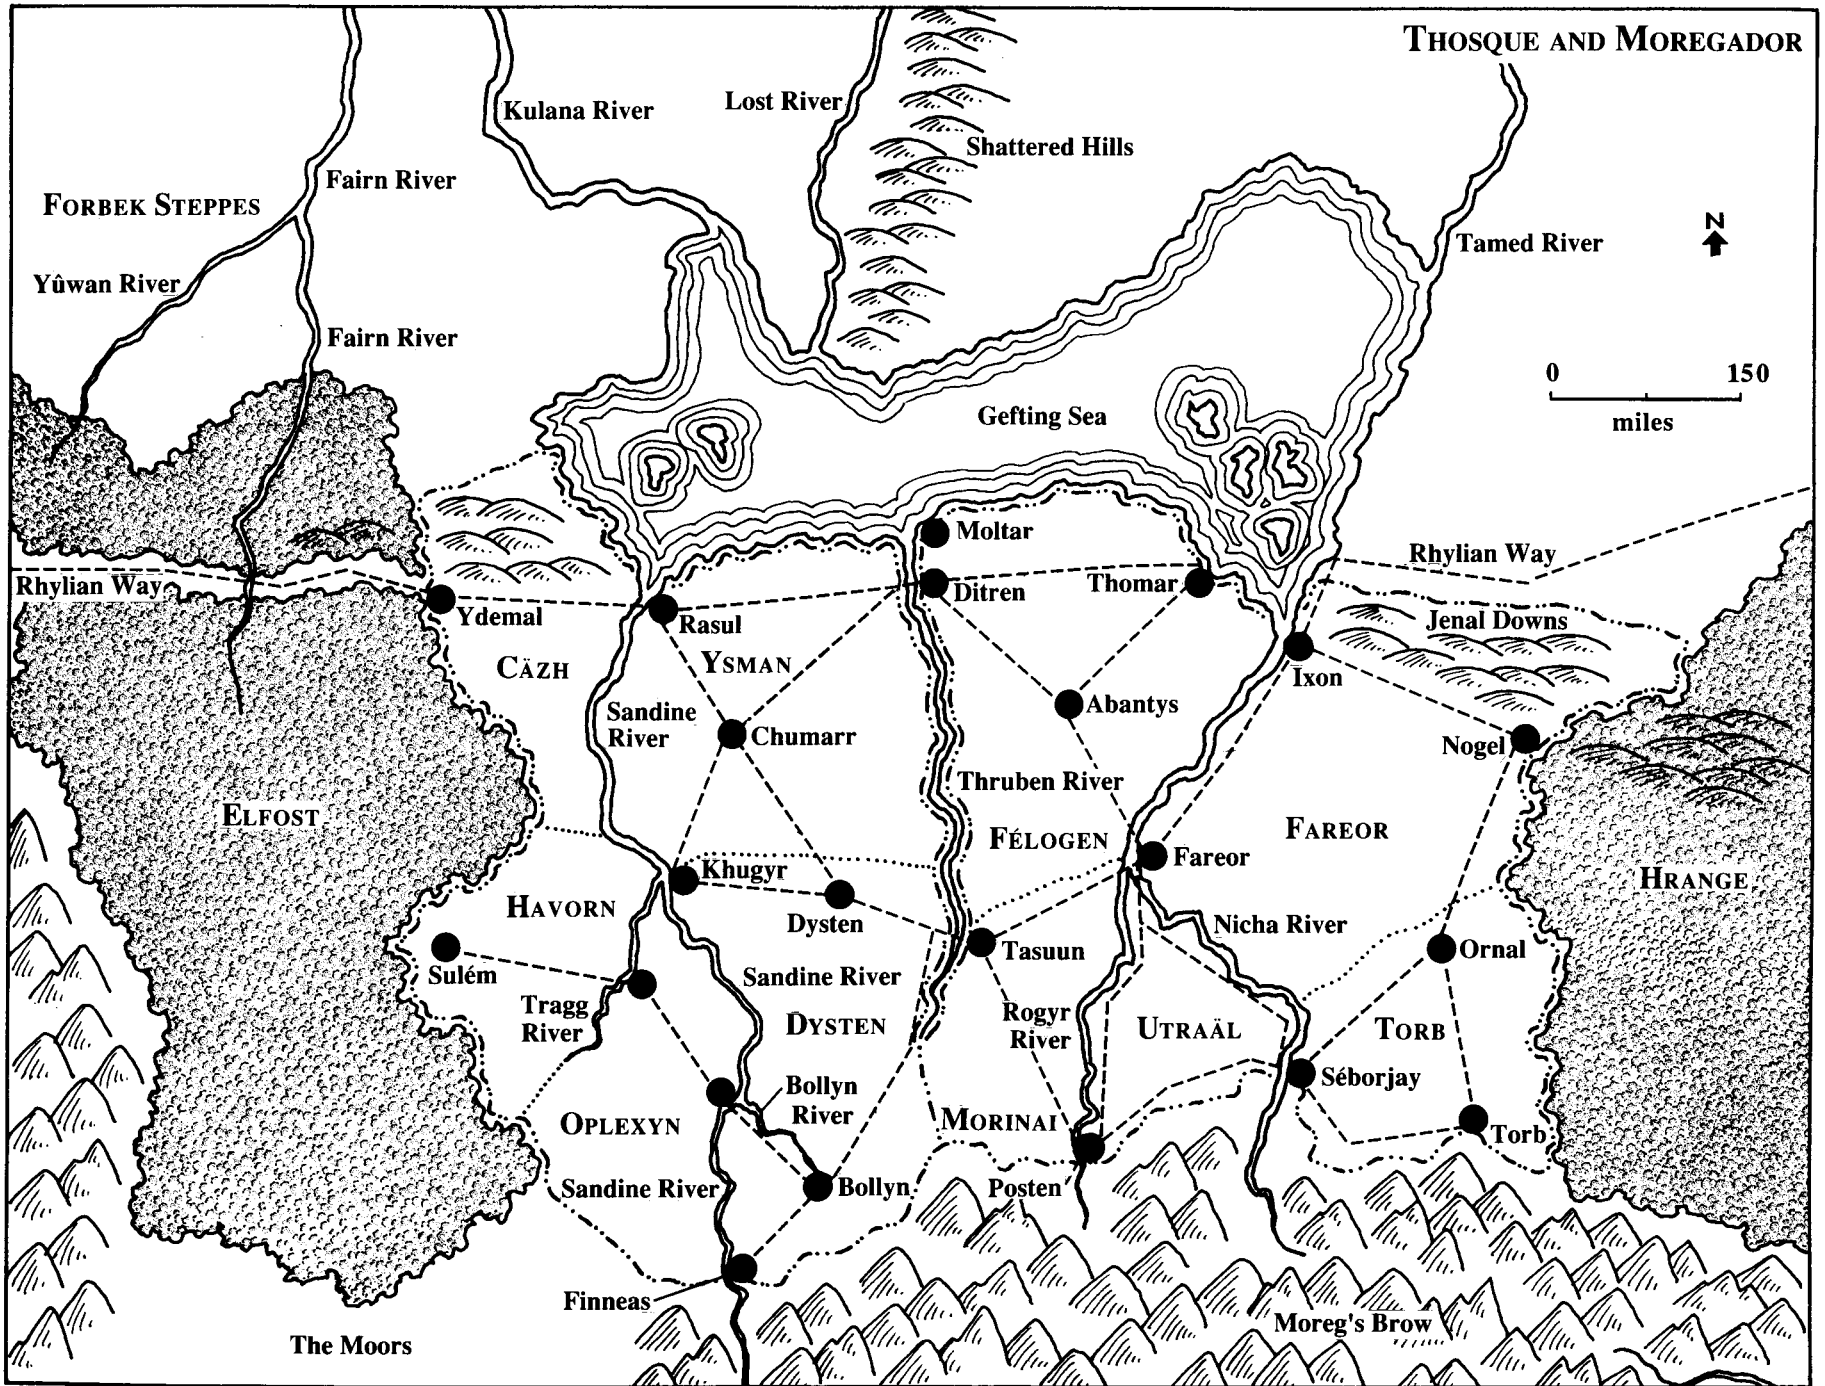 THOSQUE AND MOREGADOR
Kulana River
Lost River
Shattered Hills
Fairn River
FORBEK STEPPES
N
Tamed River
Yûwan River
Fairn River
0 150
miles
Gefting Sea
Moltar
Rhylian Way
Rhylian Way
Ydemal
Rasul
Ditren
Thomar
Jenal Downs
CÄZH
YSMAN
Ixon
Sandine
River
Chumarr
Abantys
Nogel
Thruben River
ELFOST
FÉLOGEN
FAREOR
Khugyr
Fareor
HRANGE
HAVORN
Dysten
Nicha River
Tasuun
Ornal
Sulém
Sandine River
Tragg
River
DYSTEN
Rogyr
River
UTRAÄL
TORB
Séborjay
Bollyn
River
OPLEXYN
MORINAI
Torb
Sandine River
Bollyn
Posten
Finneas
Moreg's Brow
The Moors